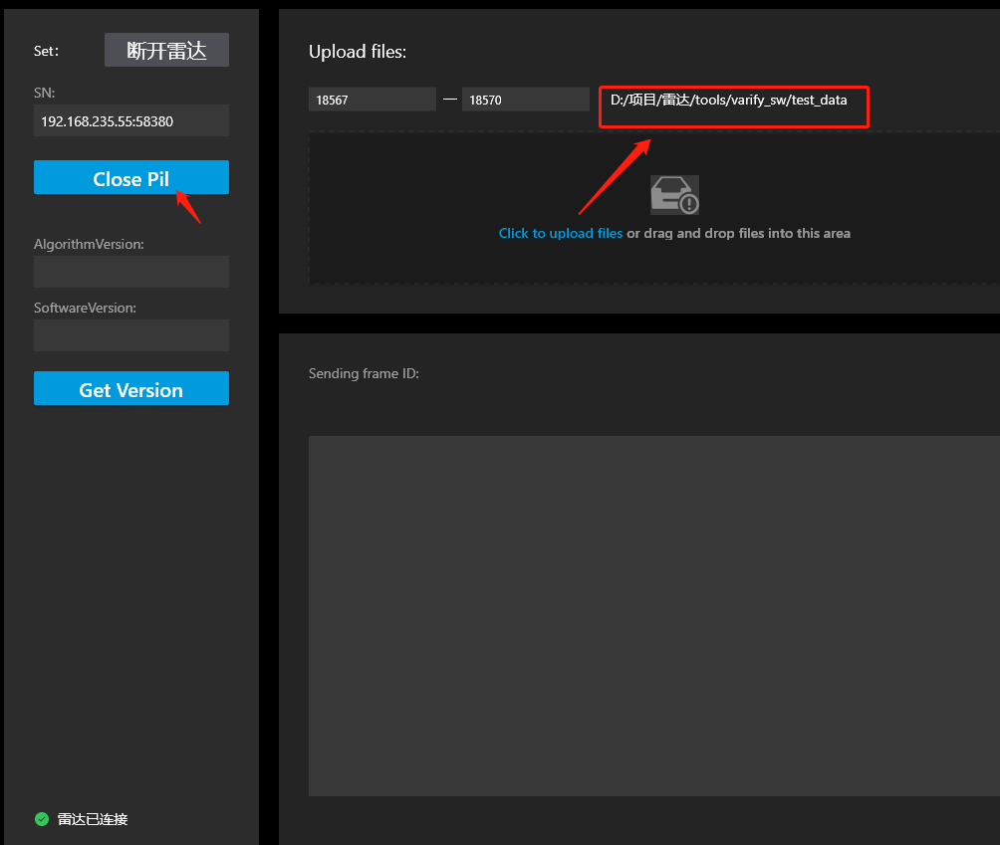 Set:
断开雷达
SN:
192.168.235.55:58380
Close Pil
AlgorithmVersion:
SoftwareVersion:
Get Version
雷达已连接
Upload files:
18567 — 18570
D:/项目/雷达/tools/varify_sw/test_data
Click to upload files or drag and drop files into this area
Sending frame ID: